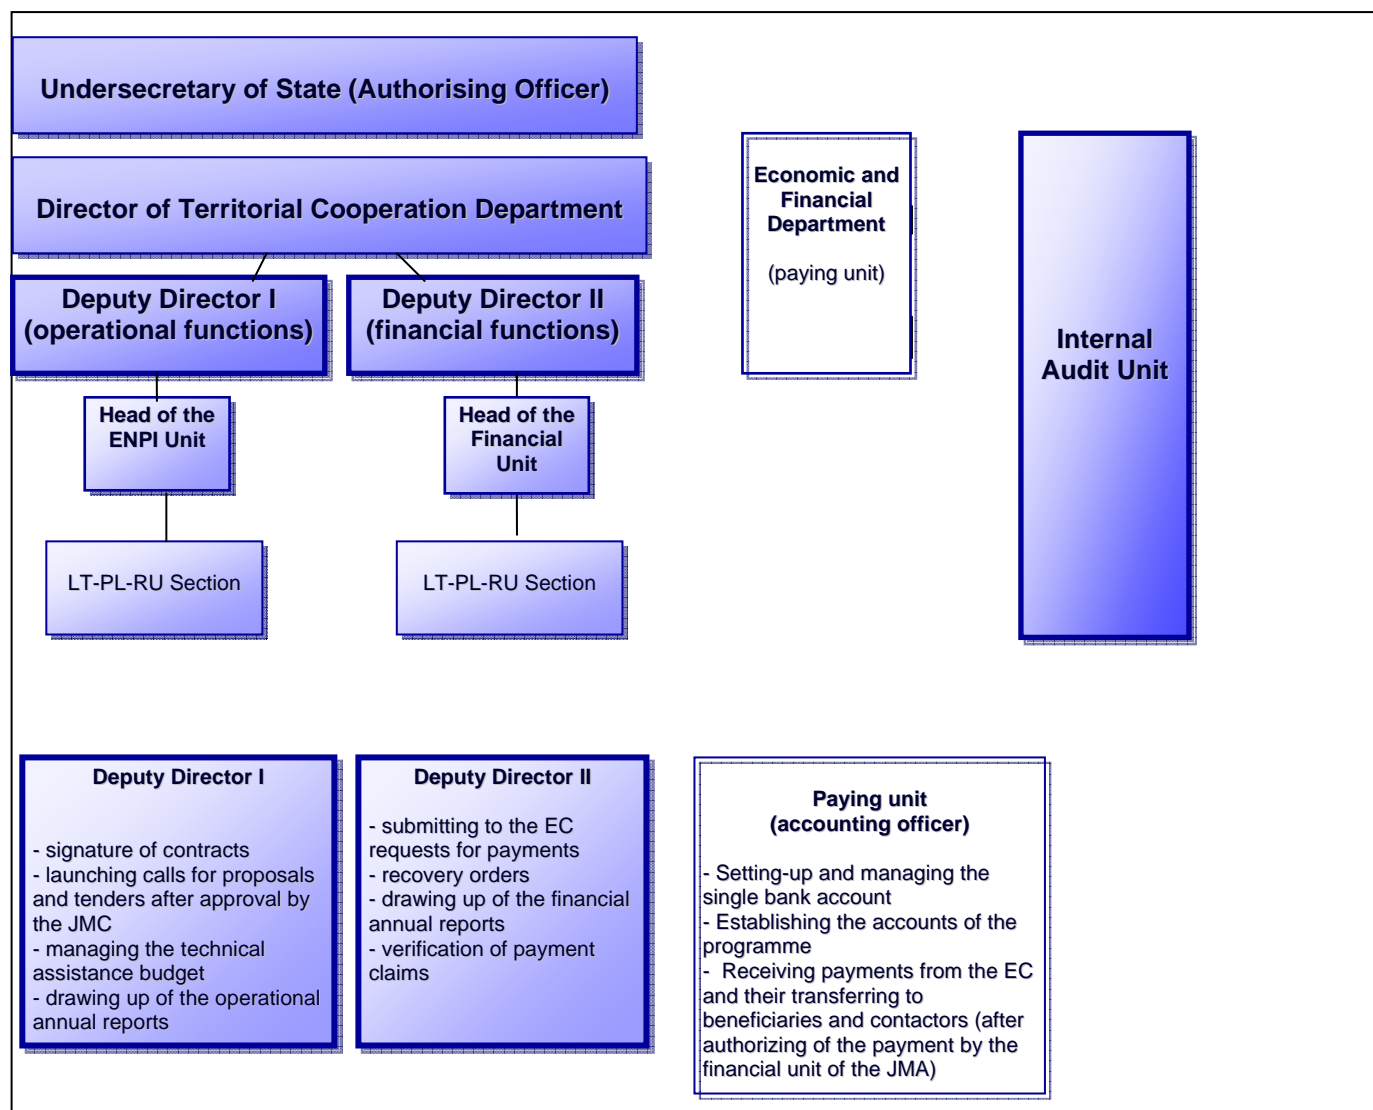 Undersecretary of State (Authorising Officer)
Director of Territorial Cooperation Department
Deputy Director I
(operational functions)
Deputy Director II
(financial functions)
Head of the
ENPI Unit
Head of the
Financial
Unit
LT-PL-RU Section
LT-PL-RU Section
Economic and
Financial
Department
(paying unit)
Internal
Audit Unit
Deputy Director I
- signature of contracts
- launching calls for proposals
and tenders after approval by
the JMC
- managing the technical
assistance budget
- drawing up of the operational
annual reports
Deputy Director II
- submitting to the EC
requests for payments
- recovery orders
- drawing up of the financial
annual reports
- verification of payment
claims
Paying unit
(accounting officer)
- Setting-up and managing the
single bank account
- Establishing the accounts of the
programme
- Receiving payments from the EC
and their transferring to
beneficiaries and contactors (after
authorizing of the payment by the
financial unit of the JMA)